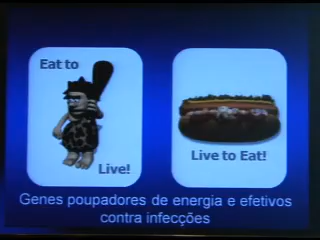 Eat to
Live!
Live to Eat!
Genes poupadores de energia e efetivos
contra infecções